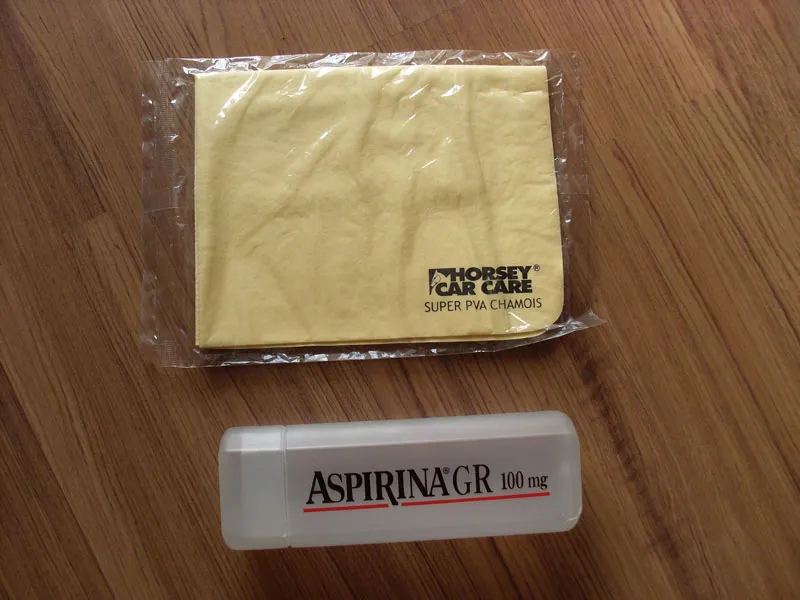 HORSEY®
CAR CARE
SUPER PVA CHAMOIS
ASPIRINA® GR 100 mg